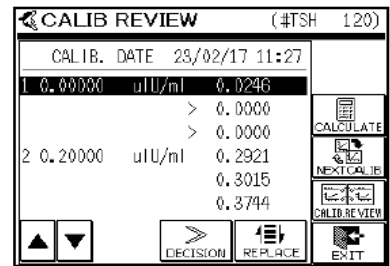 CALIB REVIEW (#TSH 120)
CALIB. DATE 23/02/17 11:27
1 0.00000 uIU/ml 0.0246
> 0.0000
> 0.0000
2 0.20000 uIU/ml 0.2921
0.3015
0.3744
CALCULATE
NEXTCALIB
CALIB.REVIEW
DECISION
REPLACE
EXIT